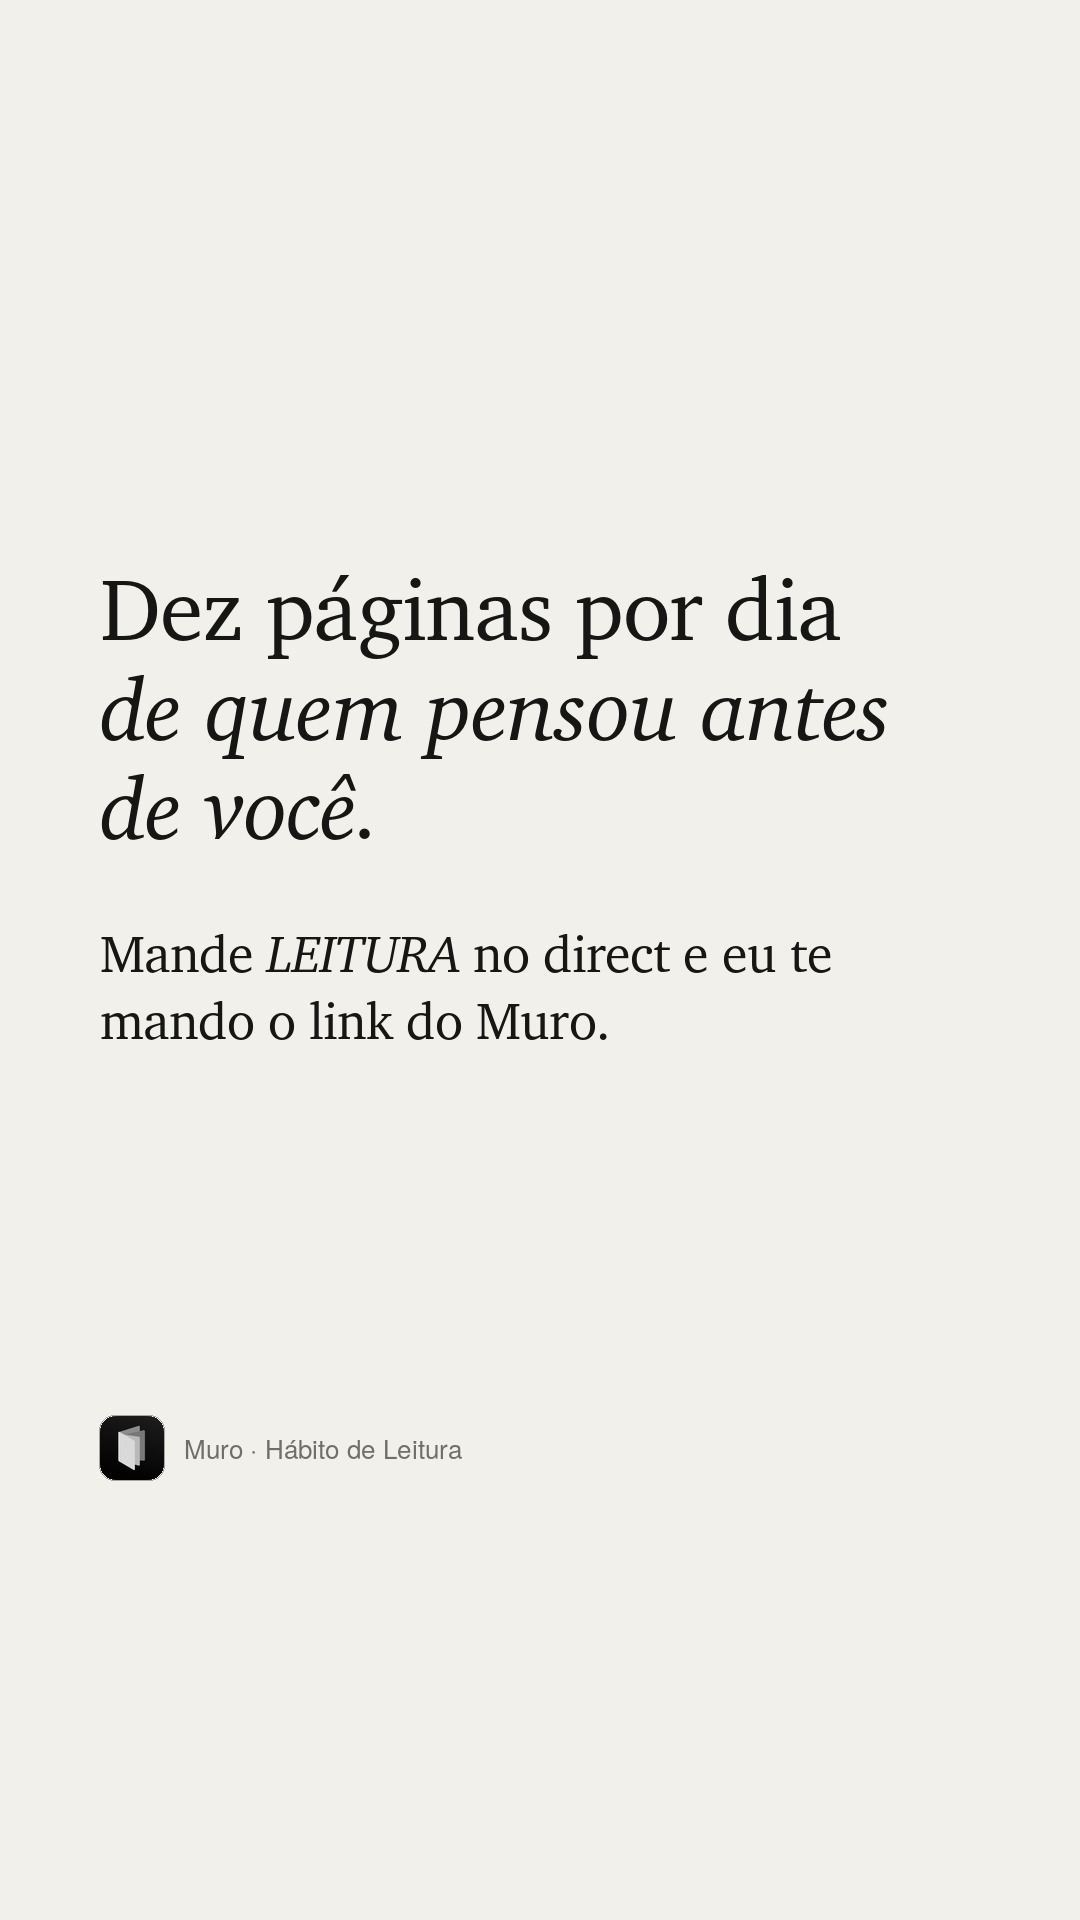 Dez páginas por dia
de quem pensou antes
de você.
Mande LEITURA no direct e eu te
mando o link do Muro.
Muro · Hábito de Leitura